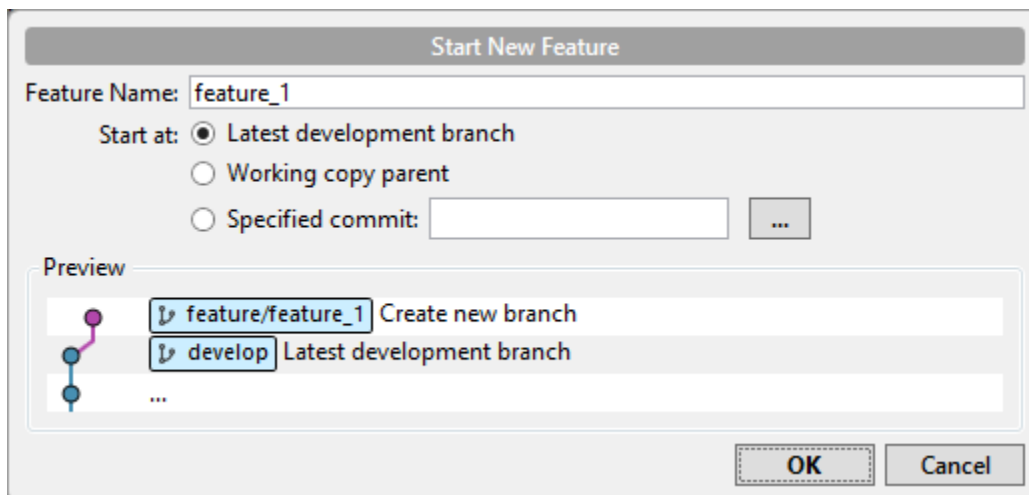 Start New Feature
Feature Name: feature_1
Start at: Latest development branch
Working copy parent
Specified commit: ...
Preview
feature/feature_1 Create new branch
develop Latest development branch
...
OK Cancel